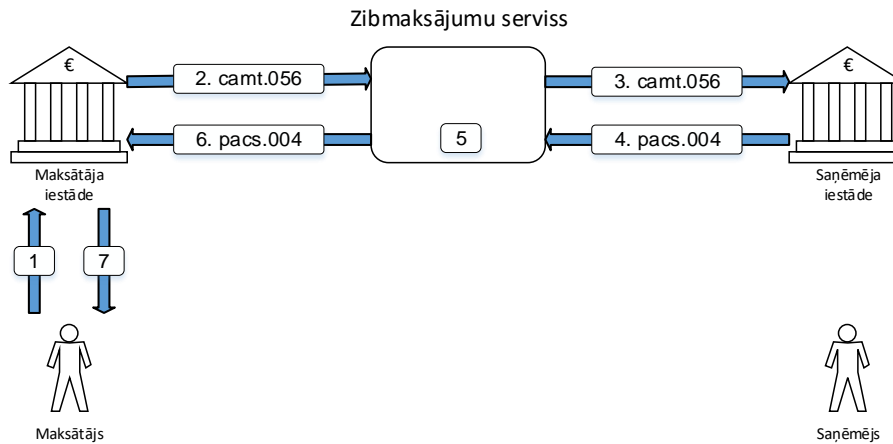 Zibmaksājumu serviss
€
€
2. camt.056
3. camt.056
6. pacs.004
5
4. pacs.004
Maksātāja
iestāde
Saņēmēja
iestāde
1
7
Maksātājs
Saņēmējs